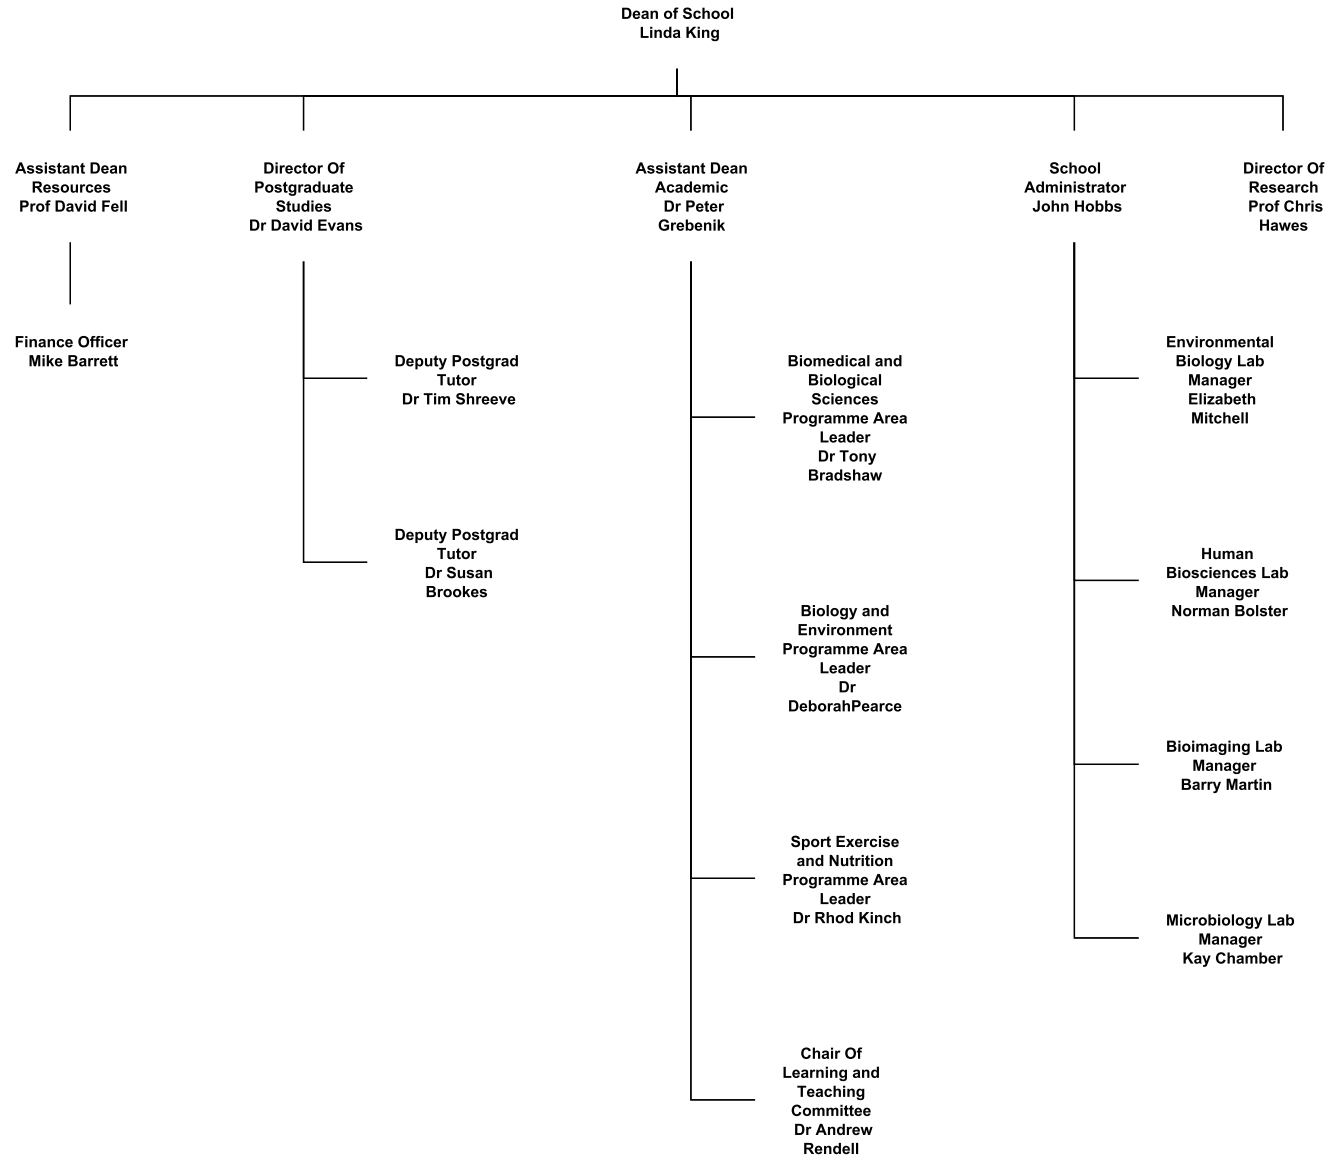 Dean of School
Linda King
Assistant Dean
Resources
Prof David Fell
Director Of
Postgraduate
Studies
Dr David Evans
Assistant Dean
Academic
Dr Peter
Grebenik
School
Administrator
John Hobbs
Director Of
Research
Prof Chris
Hawes
Finance Officer
Mike Barrett
Deputy Postgrad
Tutor
Dr Tim Shreeve
Deputy Postgrad
Tutor
Dr Susan
Brookes
Biomedical and
Biological
Sciences
Programme Area
Leader
Dr Tony
Bradshaw
Biology and
Environment
Programme Area
Leader
Dr
DeborahPearce
Sport Exercise
and Nutrition
Programme Area
Leader
Dr Rhod Kinch
Chair Of
Learning and
Teaching
Committee
Dr Andrew
Rendell
Environmental
Biology Lab
Manager
Elizabeth
Mitchell
Human
Biosciences Lab
Manager
Norman Bolster
Bioimaging Lab
Manager
Barry Martin
Microbiology Lab
Manager
Kay Chamber